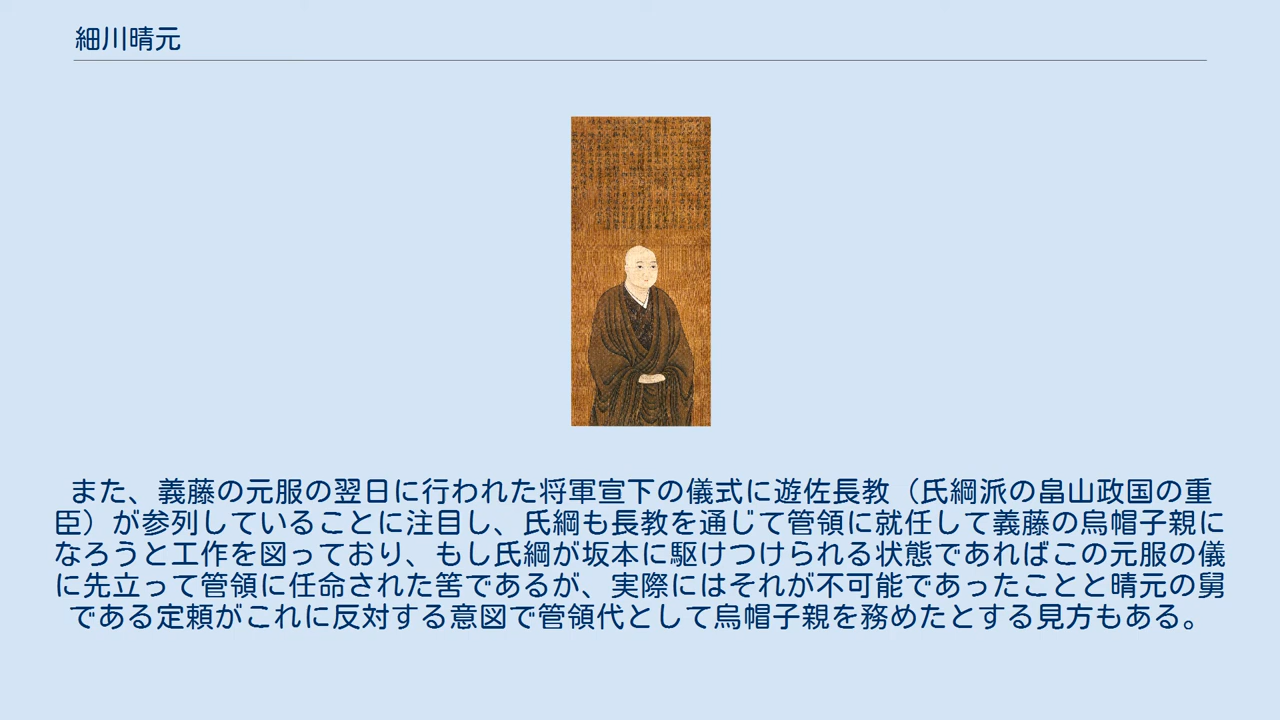 細川晴元
また、義藤の元服の翌日に行われた将軍宣下の儀式に遊佐長教（氏綱派の畠山政国の重
臣）が参列していることに注目し、氏綱も長教を通じて管領に就任して義藤の烏帽子親に
なろうと工作を図っており、もし氏綱が坂本に駆けつけられる状態であればこの元服の儀
に先立って管領に任命された筈であるが、実際にはそれが不可能であったことと晴元の舅
である定頼がこれに反対する意図で管領代として烏帽子親を務めたとする見方もある。